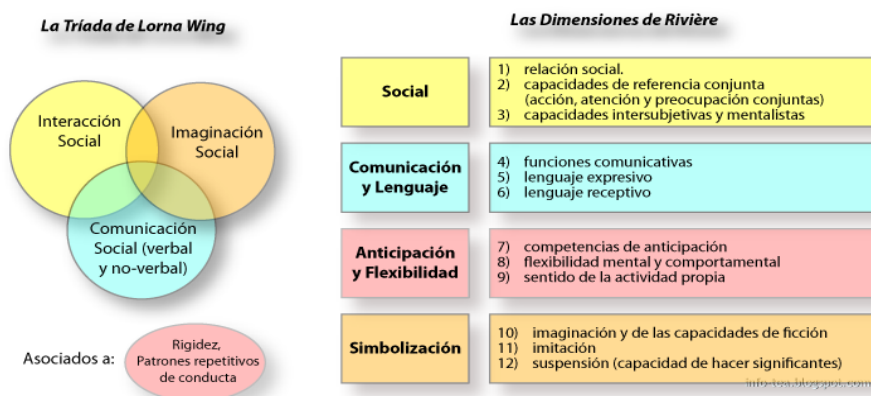 La Tríada de Lorna Wing
Interacción
Social
Imaginación
Social
Comunicación
Social (verbal
y no-verbal)
Asociados a:
Rigidez,
Patrones repetitivos
de conducta
Las Dimensiones de Rivière
Social
1) relación social.
2) capacidades de referencia conjunta
(acción, atención y preocupación conjuntas)
3) capacidades intersubjetivas y mentalistas
Comunicación
y Lenguaje
4) funciones comunicativas
5) lenguaje expresivo
6) lenguaje receptivo
Anticipación
y Flexibilidad
7) competencias de anticipación
8) flexibilidad mental y comportamental
9) sentido de la actividad propia
Simbolización
10) imaginación y de las capacidades de ficción
11) imitación
12) suspensión (capacidad de hacer significantes)
infotea.blogspot.com